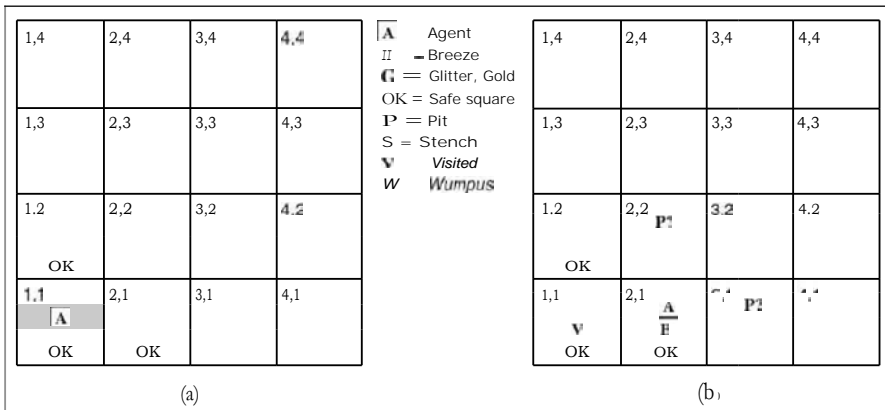 1,4 2,4 3,4 4,4
1,3 2,3 3,3 4,3
1.2 2,2 3,2 4.2
OK
1.1 2,1 3,1 4,1
A
OK OK
(a)
A Agent
II Breeze
G = Glitter, Gold
OK = Safe square
P = Pit
S = Stench
V Visited
W Wumpus
1,4 2,4 3,4 4,4
1,3 2,3 3,3 4,3
1.2 2,2 3.2 4.2
P?
OK
1,1 2,1
P?
A
V B
OK OK
(b)